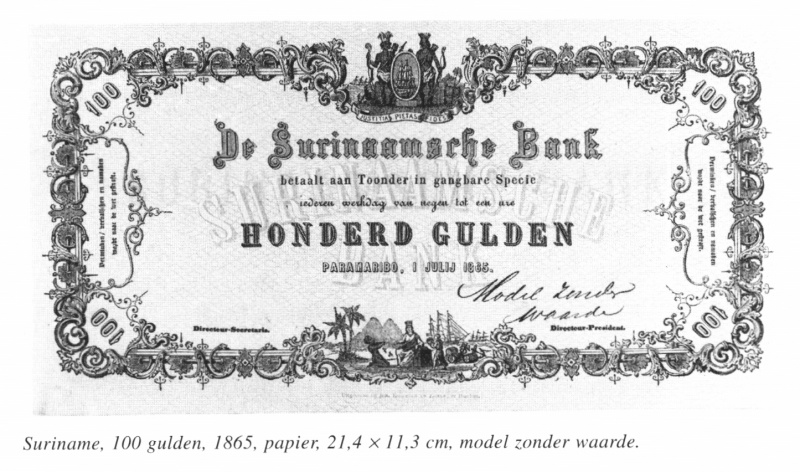 100
100
JUSTITIA PIETAS FIDES
De Surinaamsche Bank
betaalt aan Toonder in gangbare Specie
iederen werkdag van negen tot een ure
SURINAAMSCHE
BANK
HONDERD GULDEN
PARAMARIBO, 1 JULIJ 1865.
Model zonder
waarde
Directeur-Secretaris.
Directeur-President.
100
100
Suriname, 100 gulden, 1865, papier, 21,4 × 11,3 cm, model zonder waarde.